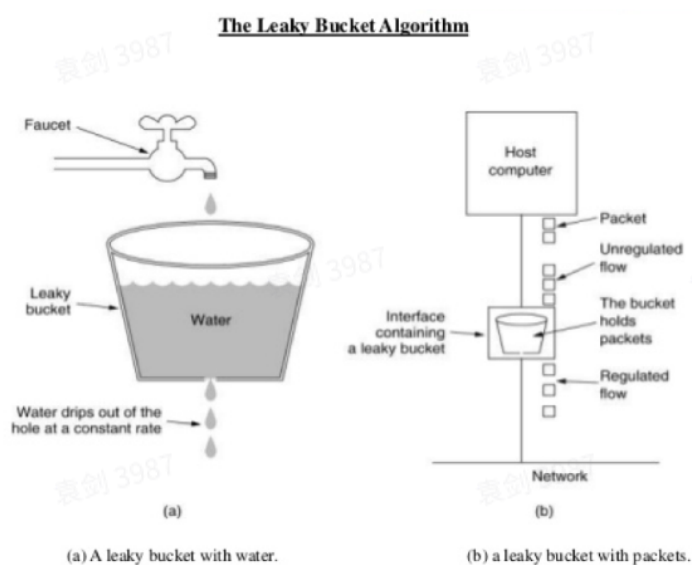 The Leaky Bucket Algorithm
袁剑 3987
袁剑 3987
Faucet
Leaky
bucket
Water
袁剑 3987
Water drips out of the
hole at a constant rate
袁剑 3987
(a)
(a) A leaky bucket with water.
Host
computer
Packet
Unregulated
flow
Interface
containing
a leaky bucket
The bucket
holds
packets
Regulated
flow
Network
袁剑 3987
(b)
(b) a leaky bucket with packets.